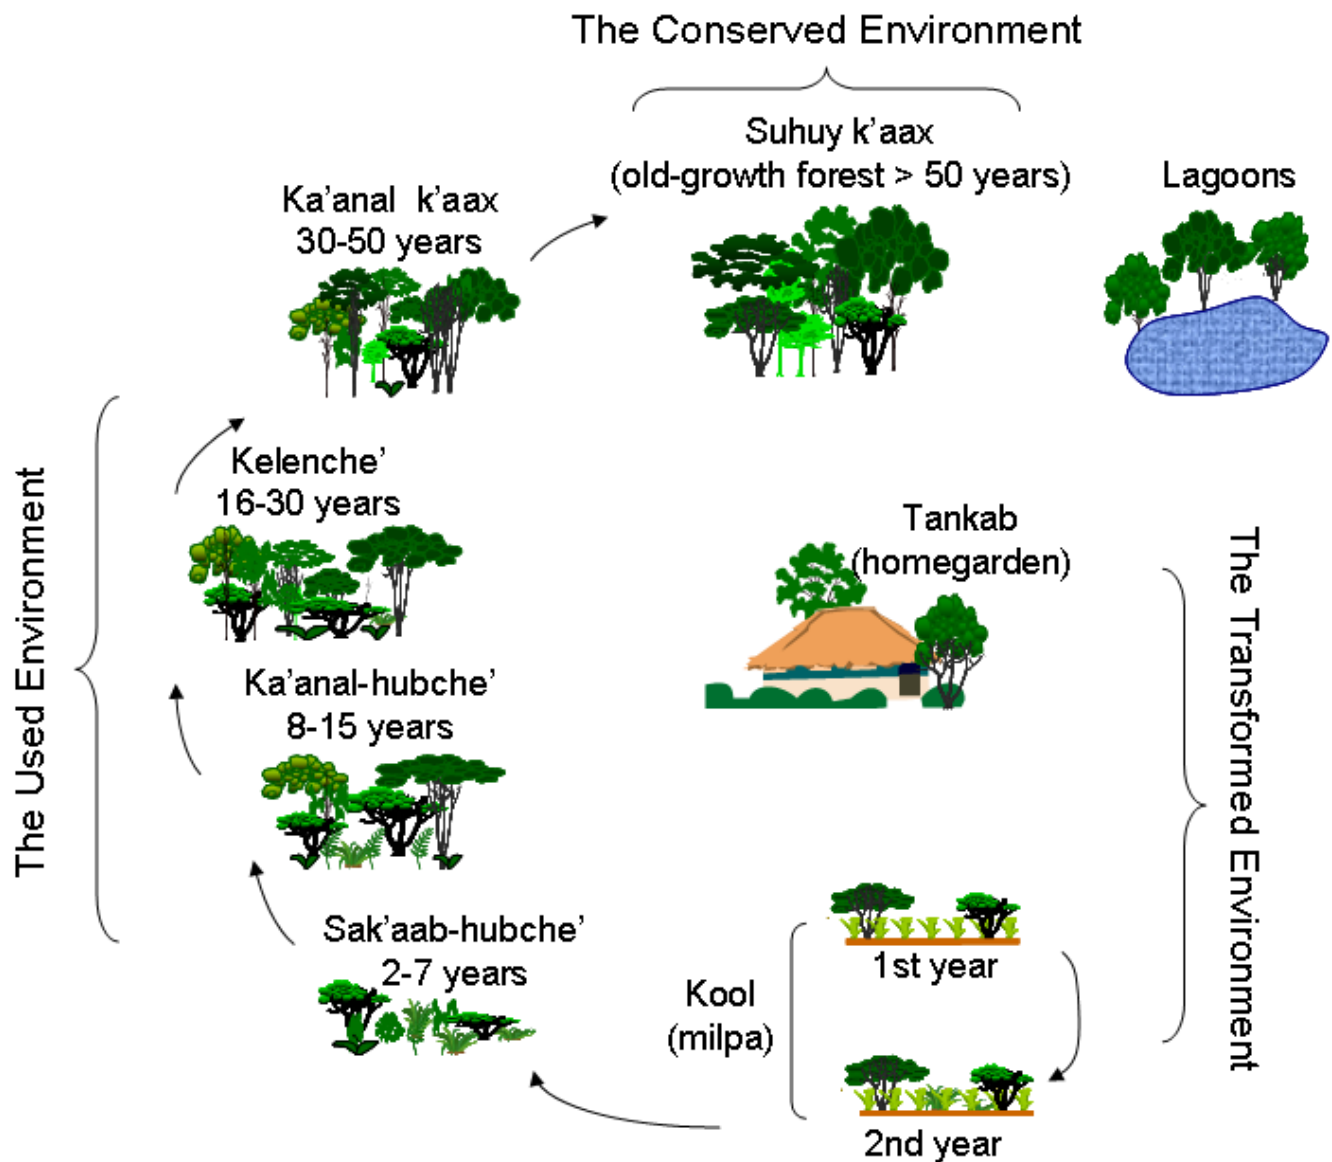 The Conserved Environment
Suhuy k'aax
(old-growth forest > 50 years)
Lagoons
Ka'anal k'aax
30-50 years
Kelenche'
16-30 years
Ka'anal-hubche'
8-15 years
Sak'aab-hubche'
2-7 years
The Used Environment
Tankab
(homegarden)
Kool
(milpa)
1st year
2nd year
The Transformed Environment